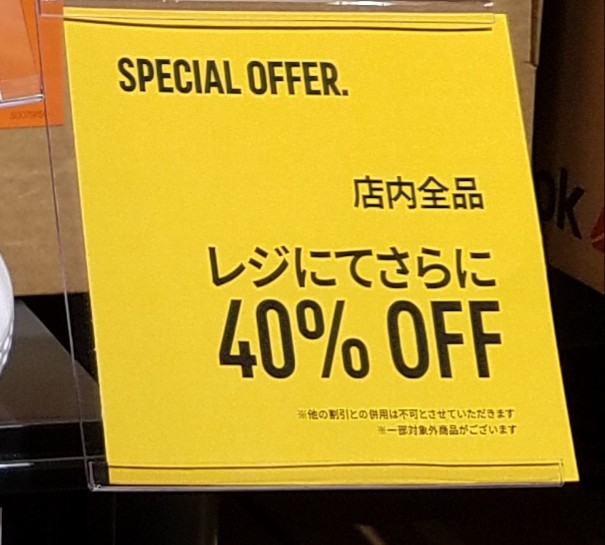 SPECIAL OFFER.
店内全品
レジにてさらに
40% OFF
※他の割引との併用は不可とさせていただきます
※一部対象外商品がございます